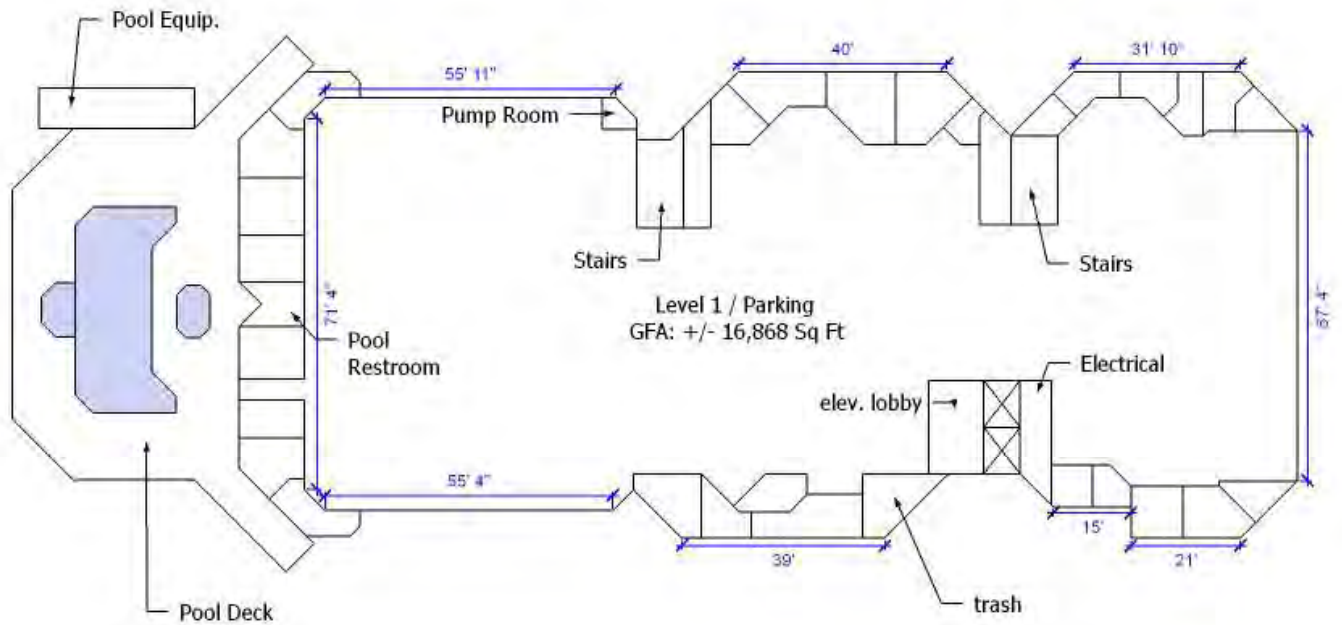 Pool Equip.
55' 11"
40'
31' 10"
Pump Room
Stairs
Stairs
Level 1 / Parking
GFA: +/- 16,868 Sq Ft
71' 4"
67' 4"
Pool
Restroom
Electrical
elev. lobby
55' 4"
39'
15'
21'
Pool Deck
trash